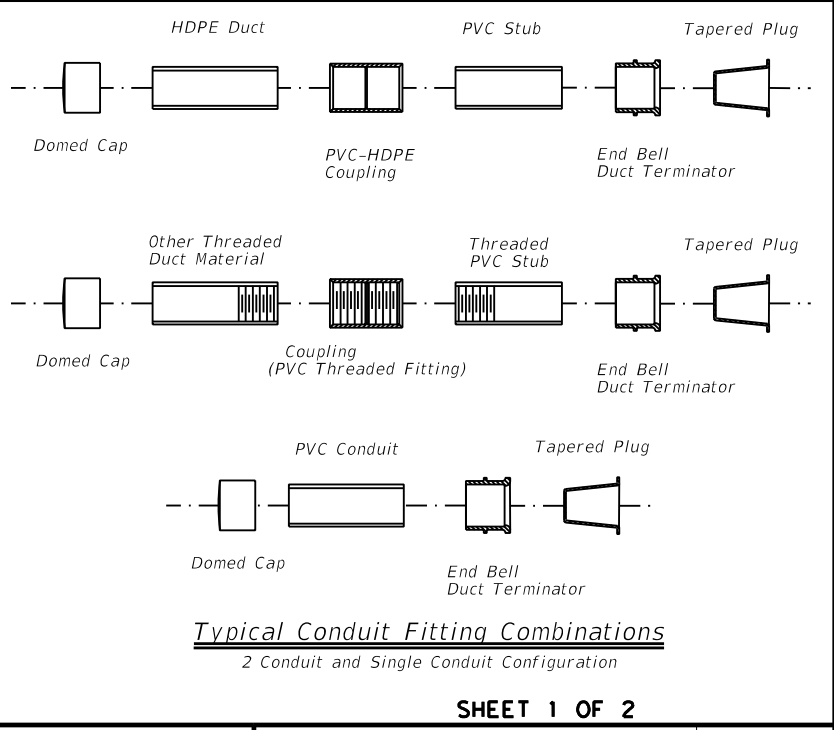 HDPE Duct
PVC Stub
Tapered Plug
Domed Cap
PVC-HDPE
Coupling
End Bell
Duct Terminator
Other Threaded
Duct Material
Threaded
PVC Stub
Tapered Plug
Domed Cap
Coupling
(PVC Threaded Fitting)
End Bell
Duct Terminator
PVC Conduit
Tapered Plug
Domed Cap
End Bell
Duct Terminator
Typical Conduit Fitting Combinations
2 Conduit and Single Conduit Configuration
SHEET 1 OF 2